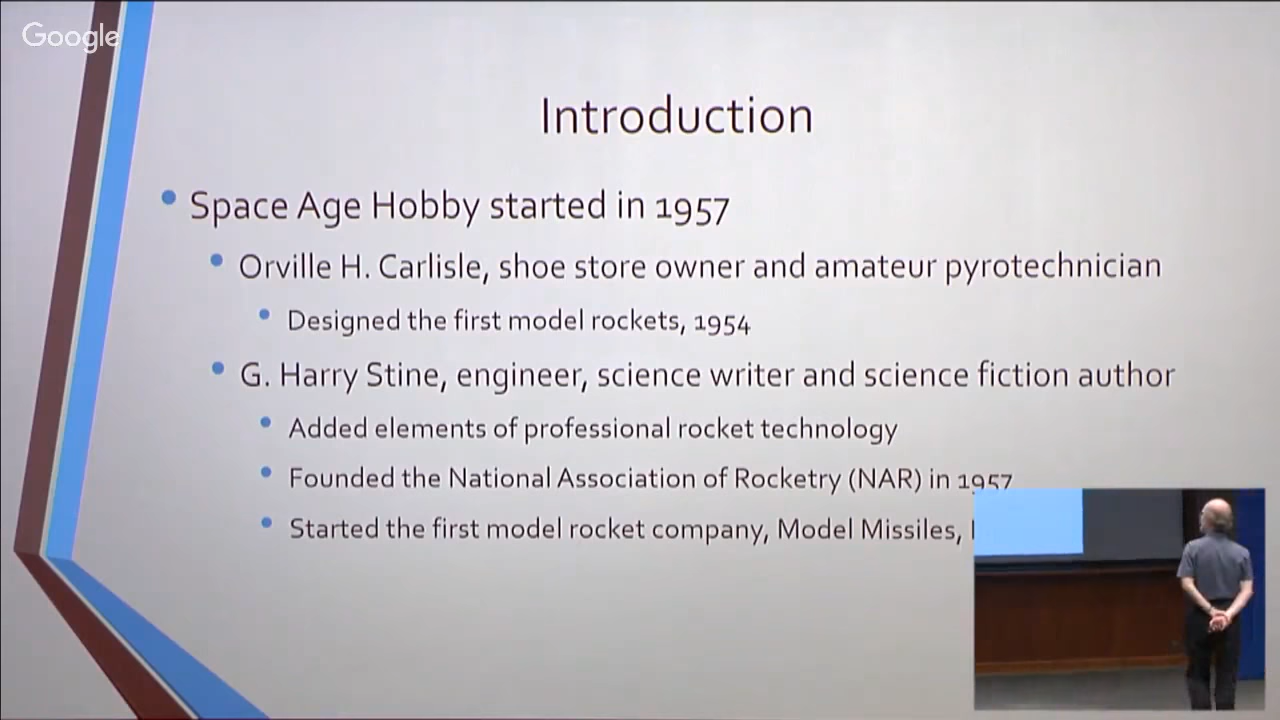 Google
Introduction
• Space Age Hobby started in 1957
• Orville H. Carlisle, shoe store owner and amateur pyrotechnician
• Designed the first model rockets, 1954
• G. Harry Stine, engineer, science writer and science fiction author
• Added elements of professional rocket technology
• Founded the National Association of Rocketry (NAR) in 1957
• Started the first model rocket company, Model Missiles,